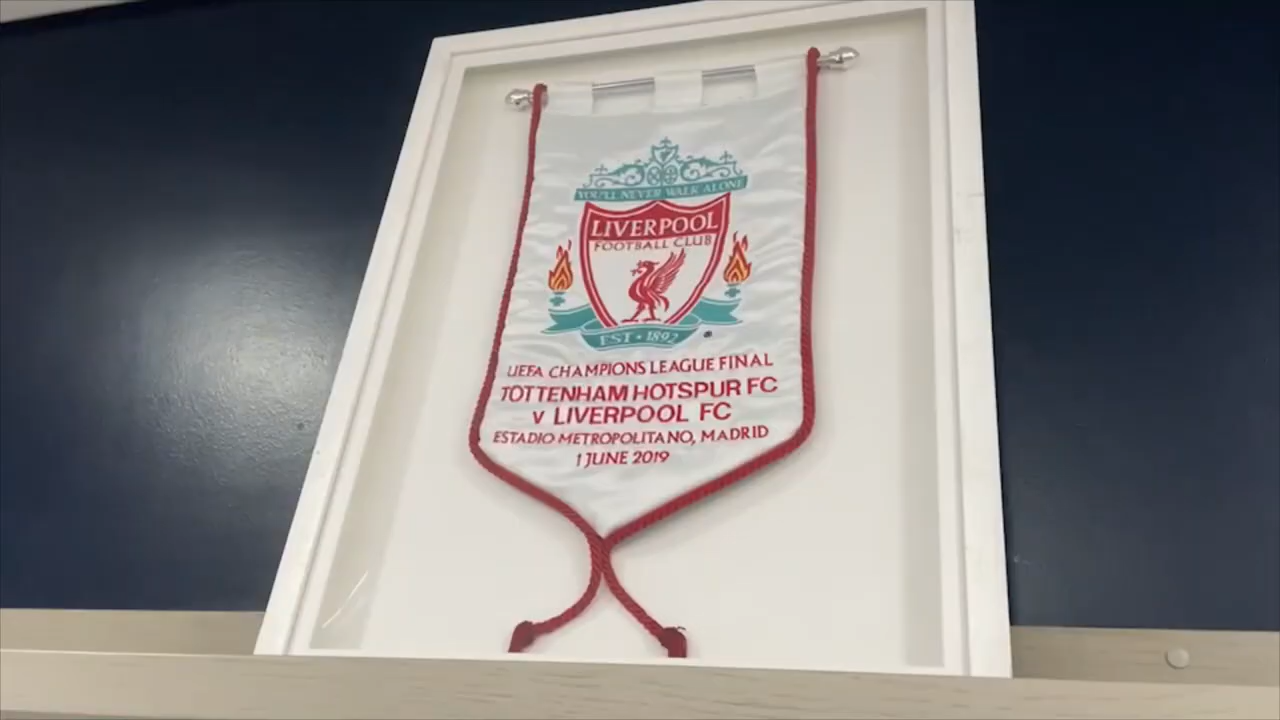 YOU'LL NEVER WALK ALONE
LIVERPOOL
FOOTBALL CLUB
EST · 1892
UEFA CHAMPIONS LEAGUE FINAL
TOTTENHAM HOTSPUR FC
V LIVERPOOL FC
ESTADIO METROPOLITANO, MADRID
1 JUNE 2019